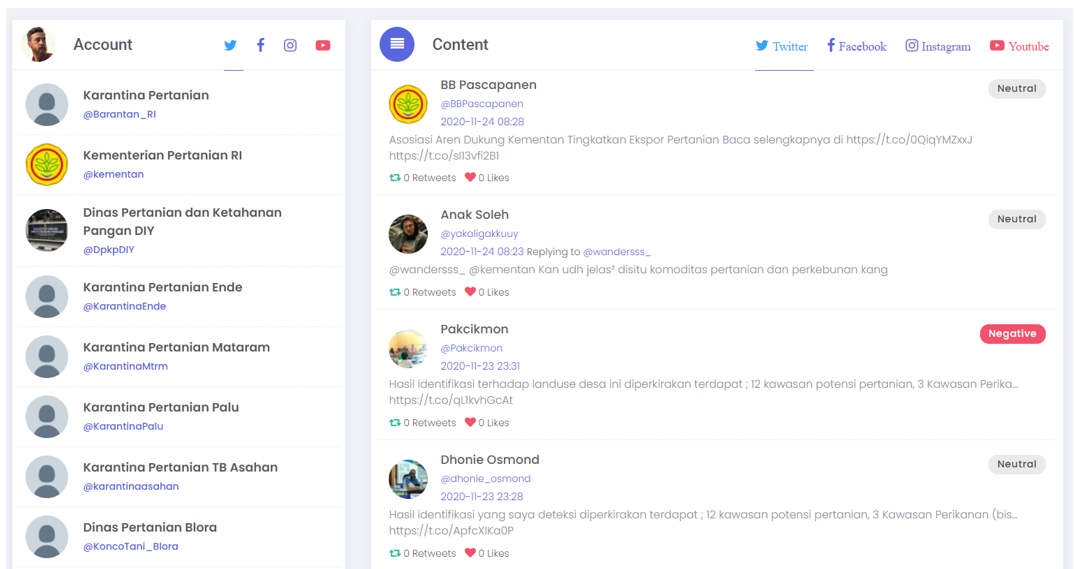 Account
Karantina Pertanian
@Barantan_RI
Kementerian Pertanian RI
@kementan
Dinas Pertanian dan Ketahanan
Pangan DIY
@DpkpDIY
Karantina Pertanian Ende
@KarantinaEnde
Karantina Pertanian Mataram
@KarantinaMtrm
Karantina Pertanian Palu
@KarantinaPalu
Karantina Pertanian TB Asahan
@karantinaasahan
Dinas Pertanian Blora
@KoncoTani_Blora
Content
Twitter
Facebook
Instagram
Youtube
BB Pascapanen
Neutral
@BBPascapanen
2020-11-24 08:28
Asosiasi Aren Dukung Kementan Tingkatkan Ekspor Pertanian Baca selengkapnya di https://t.co/0QiqYMZxxJ
https://t.co/sI13vfi2B1
0 Retweets 0 Likes
Anak Soleh
Neutral
@yakaligakkuuy
2020-11-24 08:23 Replying to @wandersss_
@wandersss_ @kementan Kan udh jelas² disitu komoditas pertanian dan perkebunan kang
0 Retweets 0 Likes
Pakcikmon
Negative
@Pakcikmon
2020-11-23 23:31
Hasil identifikasi terhadap landuse desa ini diperkirakan terdapat ; 12 kawasan potensi pertanian, 3 Kawasan Perika...
https://t.co/qL1kvhGcAt
0 Retweets 0 Likes
Dhonie Osmond
Neutral
@dhonie_osmond
2020-11-23 23:28
Hasil identifikasi yang saya deteksi diperkirakan terdapat ; 12 kawasan potensi pertanian, 3 Kawasan Perikanan (bis...
https://t.co/ApfcXIKa0P
0 Retweets 0 Likes